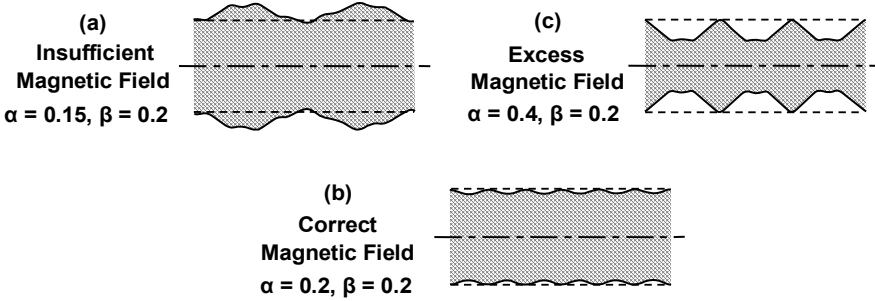 (a)
Insufficient
Magnetic Field
α = 0.15, β = 0.2
(c)
Excess
Magnetic Field
α = 0.4, β = 0.2
(b)
Correct
Magnetic Field
α = 0.2, β = 0.2